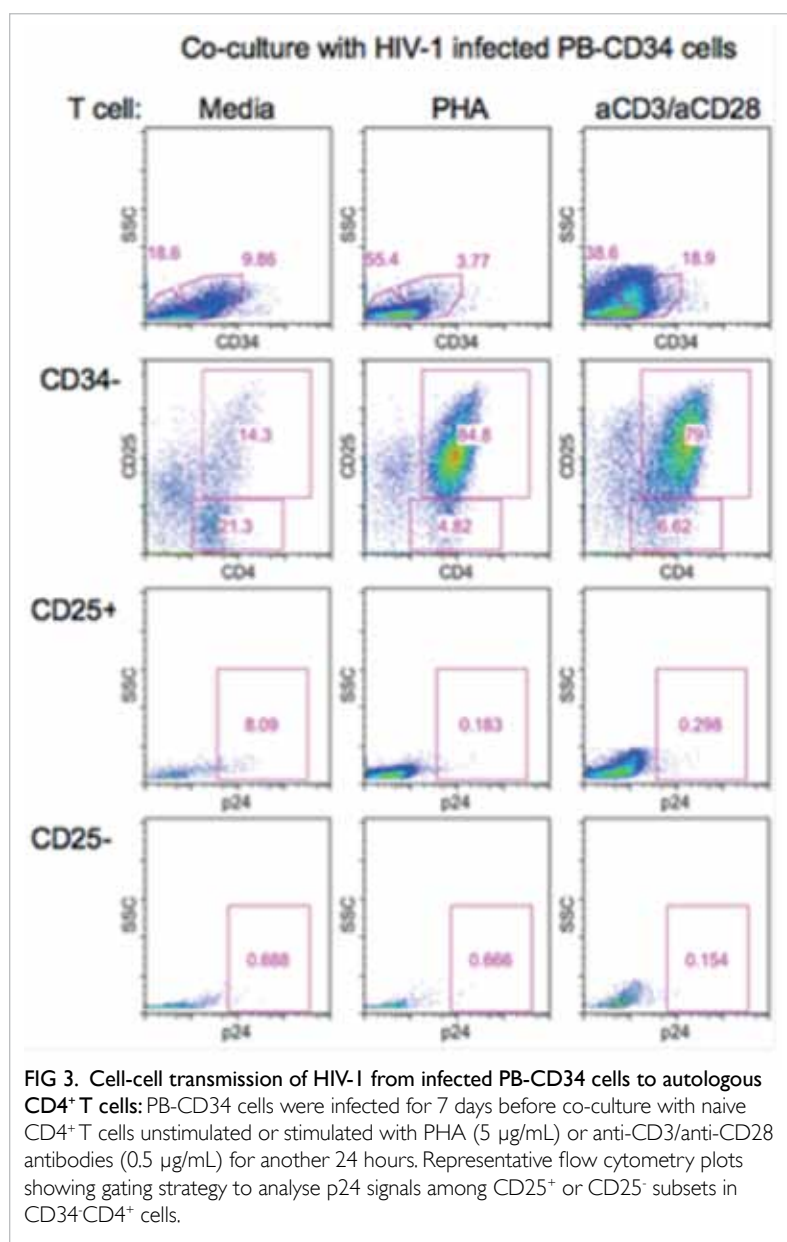 Co-culture with HIV-1 infected PB-CD34 cells
T cell: Media PHA aCD3/aCD28
SSC 18.6 9.86 SSC 55.4 3.77 SSC 38.6 18.9
CD34 CD34 CD34
CD34-
CD25 14.3 CD25 84.8 CD25 79
21.3 4.82 6.62
CD4 CD4 CD4
CD25+
SSC 8.09 SSC 0.183 SSC 0.298
p24 p24 p24
CD25-
SSC 0.688 SSC 0.666 SSC 0.154
p24 p24 p24
FIG 3. Cell-cell transmission of HIV-1 from infected PB-CD34 cells to autologous
CD4⁺ T cells: PB-CD34 cells were infected for 7 days before co-culture with naive
CD4⁺ T cells unstimulated or stimulated with PHA (5 µg/mL) or anti-CD3/anti-CD28
antibodies (0.5 µg/mL) for another 24 hours. Representative flow cytometry plots
showing gating strategy to analyse p24 signals among CD25⁺ or CD25⁻ subsets in
CD34⁻CD4⁺ cells.